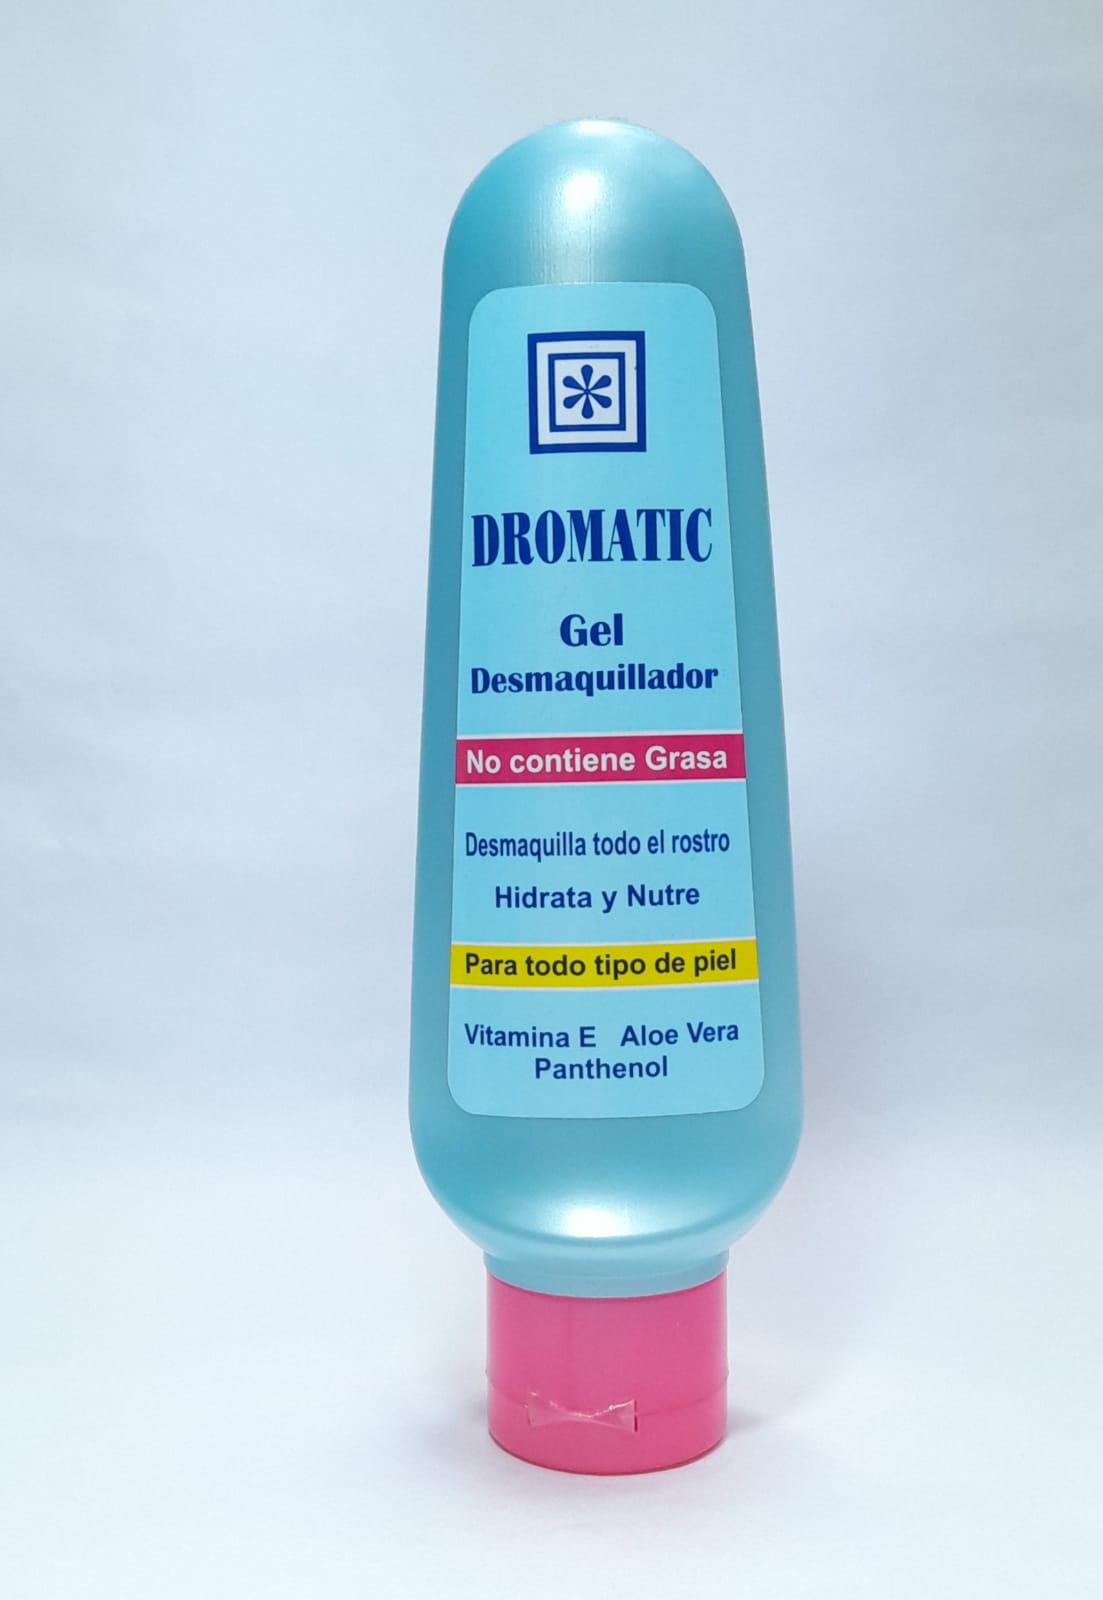 DROMATIC
Gel
Desmaquillador
No contiene Grasa
Desmaquilla todo el rostro
Hidrata y Nutre
Para todo tipo de piel
Vitamina E Aloe Vera
Panthenol